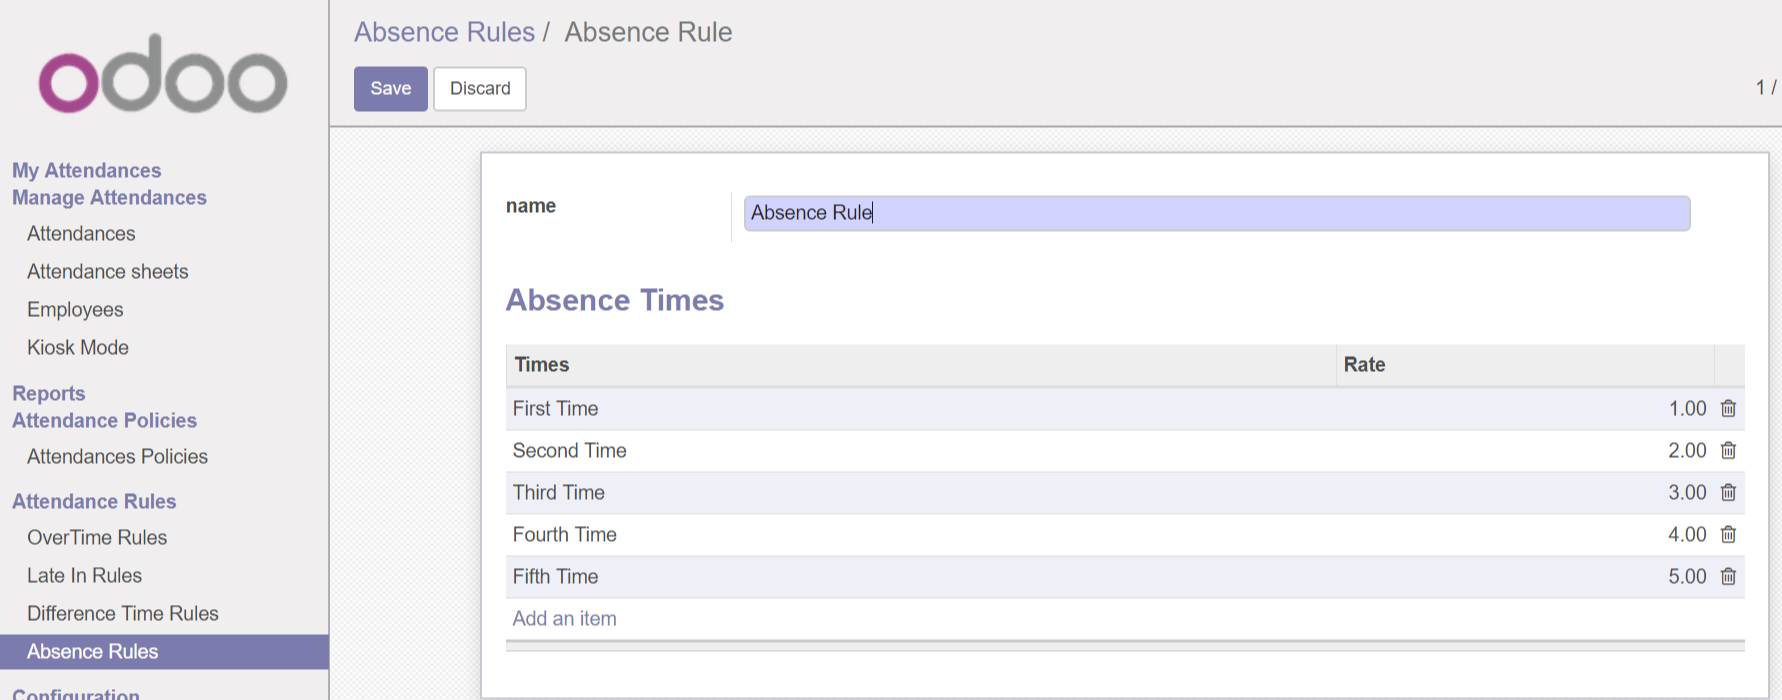 odoo
My Attendances
Manage Attendances
Attendances
Attendance sheets
Employees
Kiosk Mode
Reports
Attendance Policies
Attendances Policies
Attendance Rules
OverTime Rules
Late In Rules
Difference Time Rules
Absence Rules
Configuration
Absence Rules / Absence Rule
Save Discard
1 /
name Absence Rule
Absence Times
Times Rate
First Time 1.00
Second Time 2.00
Third Time 3.00
Fourth Time 4.00
Fifth Time 5.00
Add an item